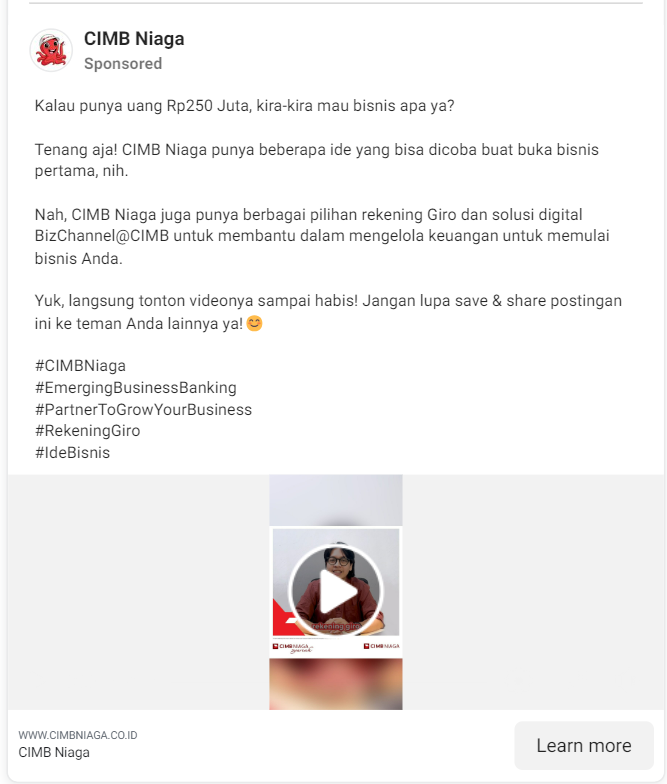 CIMB Niaga
Sponsored
Kalau punya uang Rp250 Juta, kira-kira mau bisnis apa ya?
Tenang aja! CIMB Niaga punya beberapa ide yang bisa dicoba buat buka bisnis
pertama, nih.
Nah, CIMB Niaga juga punya berbagai pilihan rekening Giro dan solusi digital
BizChannel@CIMB untuk membantu dalam mengelola keuangan untuk memulai
bisnis Anda.
Yuk, langsung tonton videonya sampai habis! Jangan lupa save & share postingan
ini ke teman Anda lainnya ya!😊
#CIMBNiaga
#EmergingBusinessBanking
#PartnerToGrowYourBusiness
#RekeningGiro
#IdeBisnis
rekening giro
CIMB NIAGA syariah
CIMB NIAGA
WWW.CIMBNIAGA.CO.ID
CIMB Niaga
Learn more